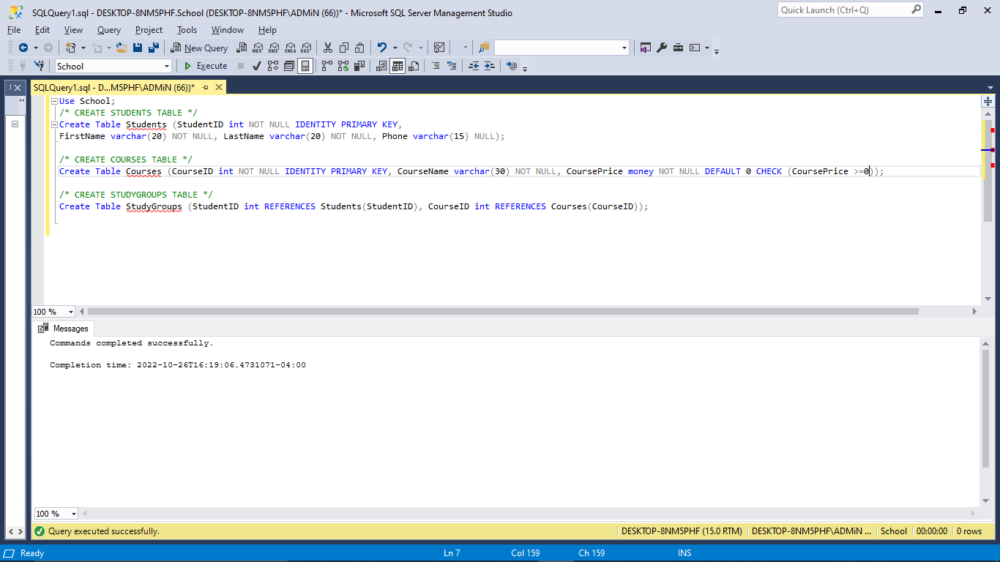 SQLQuery1.sql - DESKTOP-8NM5PHF.School (DESKTOP-8NM5PHF\ADMiN (66))* - Microsoft SQL Server Management Studio
Quick Launch (Ctrl+Q)
File Edit View Query Project Tools Window Help
New Query MDX DMX XMLA DAX
School Execute
SQLQuery1.sql - D...M5PHF\ADMiN (66))*
Use School;
/* CREATE STUDENTS TABLE */
Create Table Students (StudentID int NOT NULL IDENTITY PRIMARY KEY,
FirstName varchar(20) NOT NULL, LastName varchar(20) NOT NULL, Phone varchar(15) NULL);
/* CREATE COURSES TABLE */
Create Table Courses (CourseID int NOT NULL IDENTITY PRIMARY KEY, CourseName varchar(30) NOT NULL, CoursePrice money NOT NULL DEFAULT 0 CHECK (CoursePrice >=0));
/* CREATE STUDYGROUPS TABLE */
Create Table StudyGroups (StudentID int REFERENCES Students(StudentID), CourseID int REFERENCES Courses(CourseID));
100 %
Messages
Commands completed successfully.
Completion time: 2022-10-26T16:19:06.4731071-04:00
100 %
Query executed successfully. DESKTOP-8NM5PHF (15.0 RTM) DESKTOP-8NM5PHF\ADMiN ... School 00:00:00 0 rows
Ready Ln 7 Col 159 Ch 159 INS